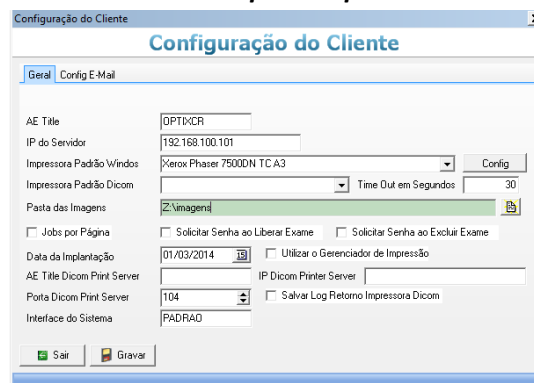 Configuração do Cliente
Configuração do Cliente
Geral Config E-Mail
AE Title OPTIXCR
IP do Servidor 192.168.100.101
Impressora Padrão Windos Xerox Phaser 7500DN TC A3 Config
Impressora Padrão Dicom Time Out em Segundos 30
Pasta das Imagens Z:\imagens
Jobs por Página Solicitar Senha ao Liberar Exame Solicitar Senha ao Excluir Exame
Data da Implantação 01/03/2014 15 Utilizar o Gerenciador de Impressão
AE Title Dicom Print Server IP Dicom Printer Server
Porta Dicom Print Server 104 Salvar Log Retorno Impressora Dicom
Interface do Sistema PADRAO
Sair Gravar